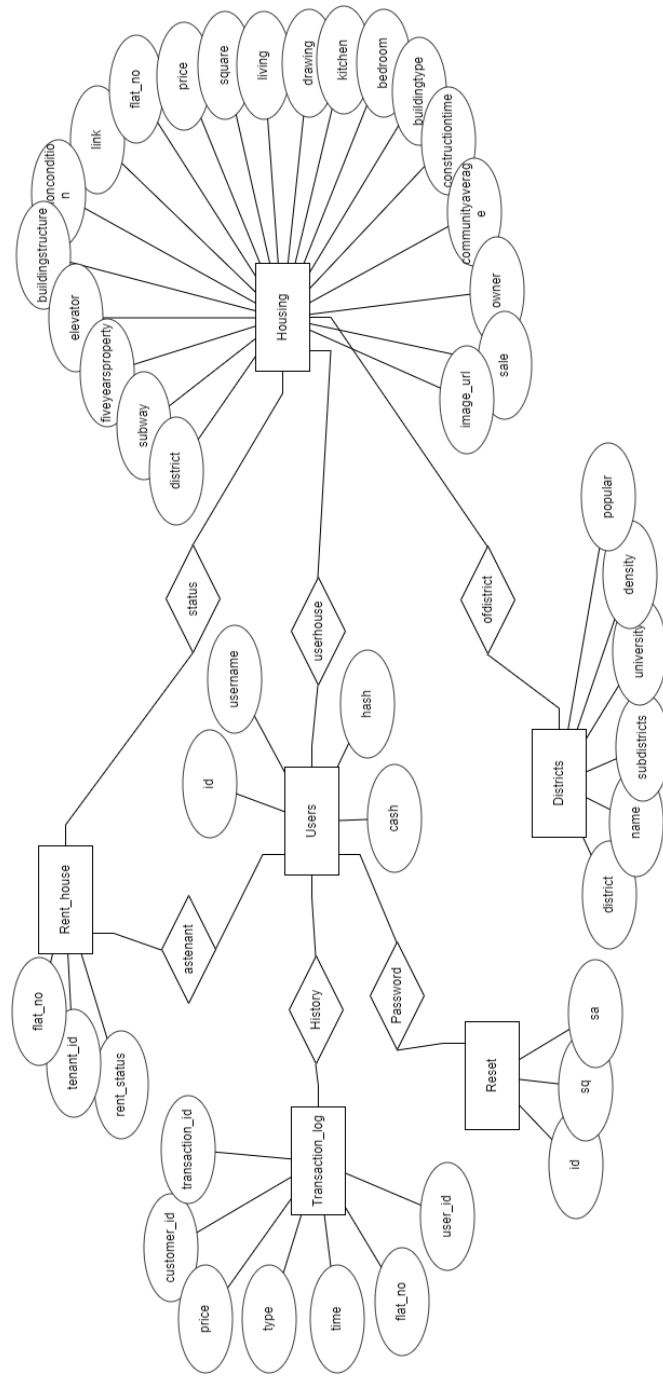 flat_no
tenant_id
rent_status
Rent_house
astenant
status
transaction_id
customer_id
price
type
time
flat_no
user_id
Transaction_log
History
id
username
hash
cash
Users
userhouse
Password
Reset
id
sq
sa
district
subway
fiveyearsproperty
elevator
buildingstructure
onconditio
n
link
flat_no
price
square
living
drawing
kitchen
bedroom
buildingtype
constructiontime
communityaverag
e
owner
sale
image_url
Housing
ofdistrict
Districts
district
name
subdistricts
university
density
popular